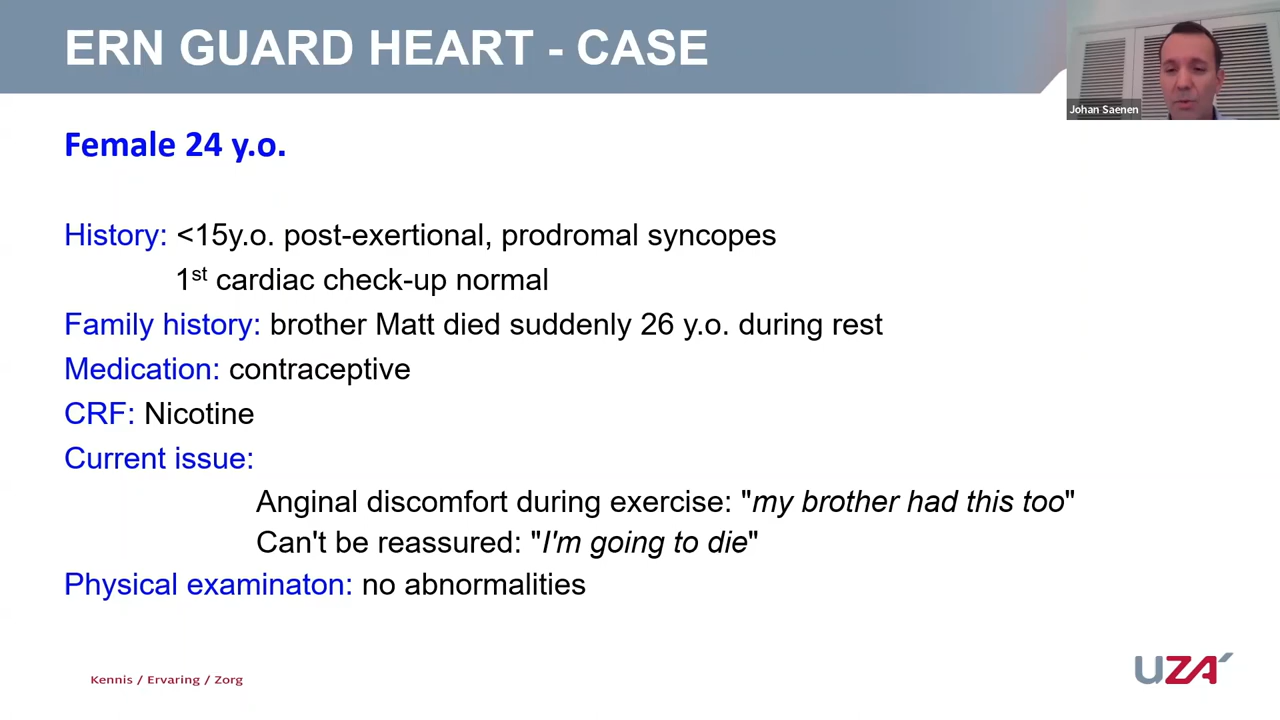 ERN GUARD HEART - CASE
Johan Saenen
Female 24 y.o.
History: <15y.o. post-exertional, prodromal syncopes
1st cardiac check-up normal
Family history: brother Matt died suddenly 26 y.o. during rest
Medication: contraceptive
CRF: Nicotine
Current issue:
Anginal discomfort during exercise: "my brother had this too"
Can't be reassured: "I'm going to die"
Physical examinaton: no abnormalities
Kennis / Ervaring / Zorg
UZA